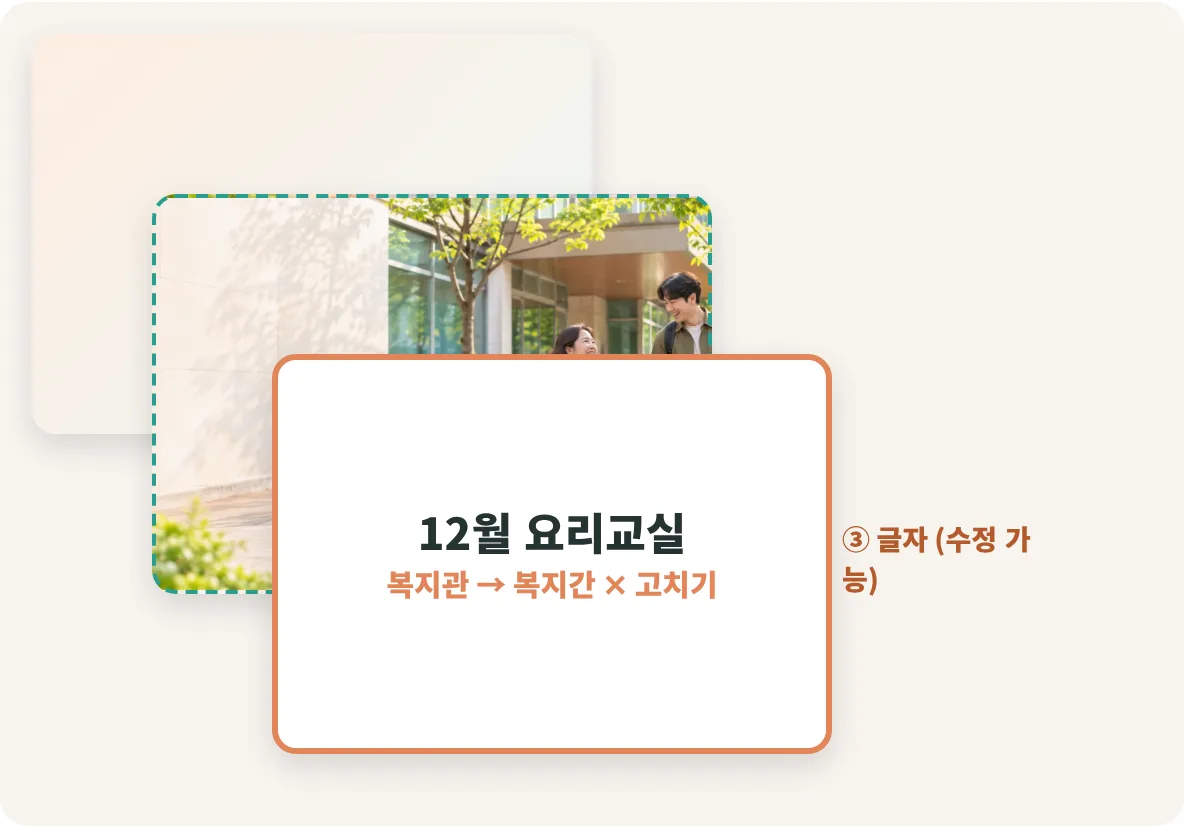 12월 요리교실
복지관 → 복지간 × 고치기
③ 글자 (수정 가
능)